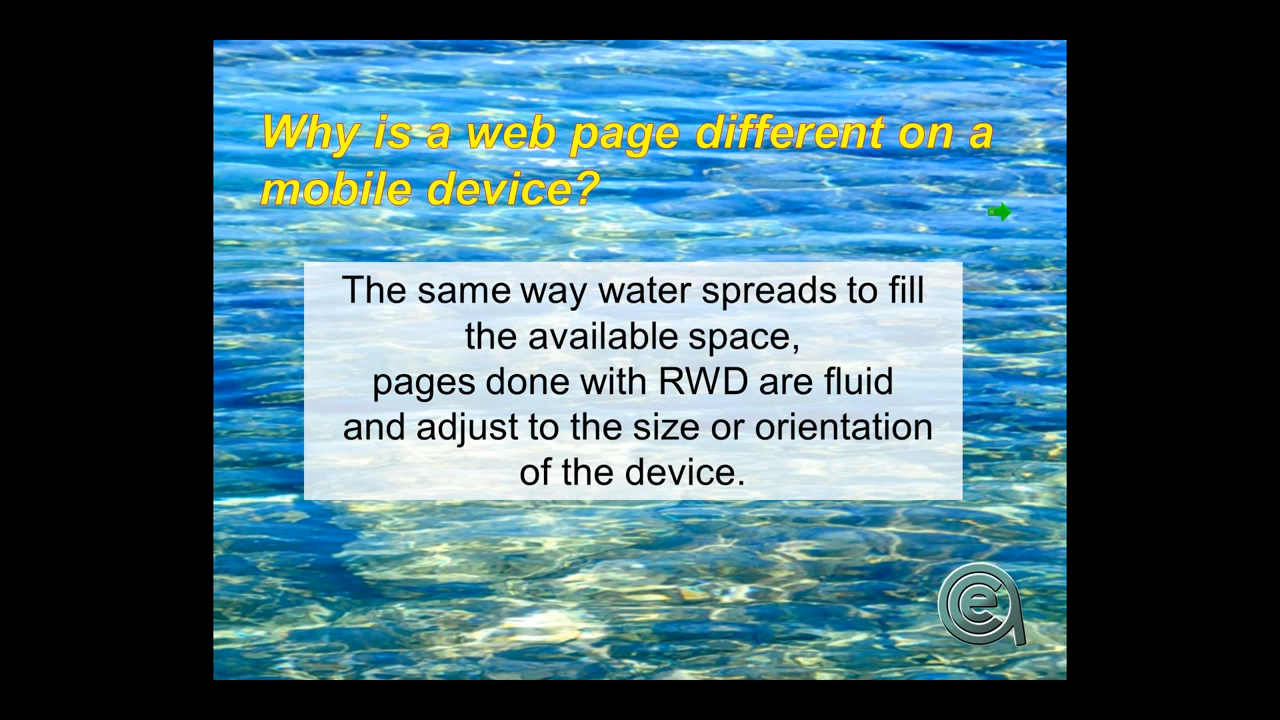 Why is a web page different on a
mobile device?
The same way water spreads to fill
the available space,
pages done with RWD are fluid
and adjust to the size or orientation
of the device.